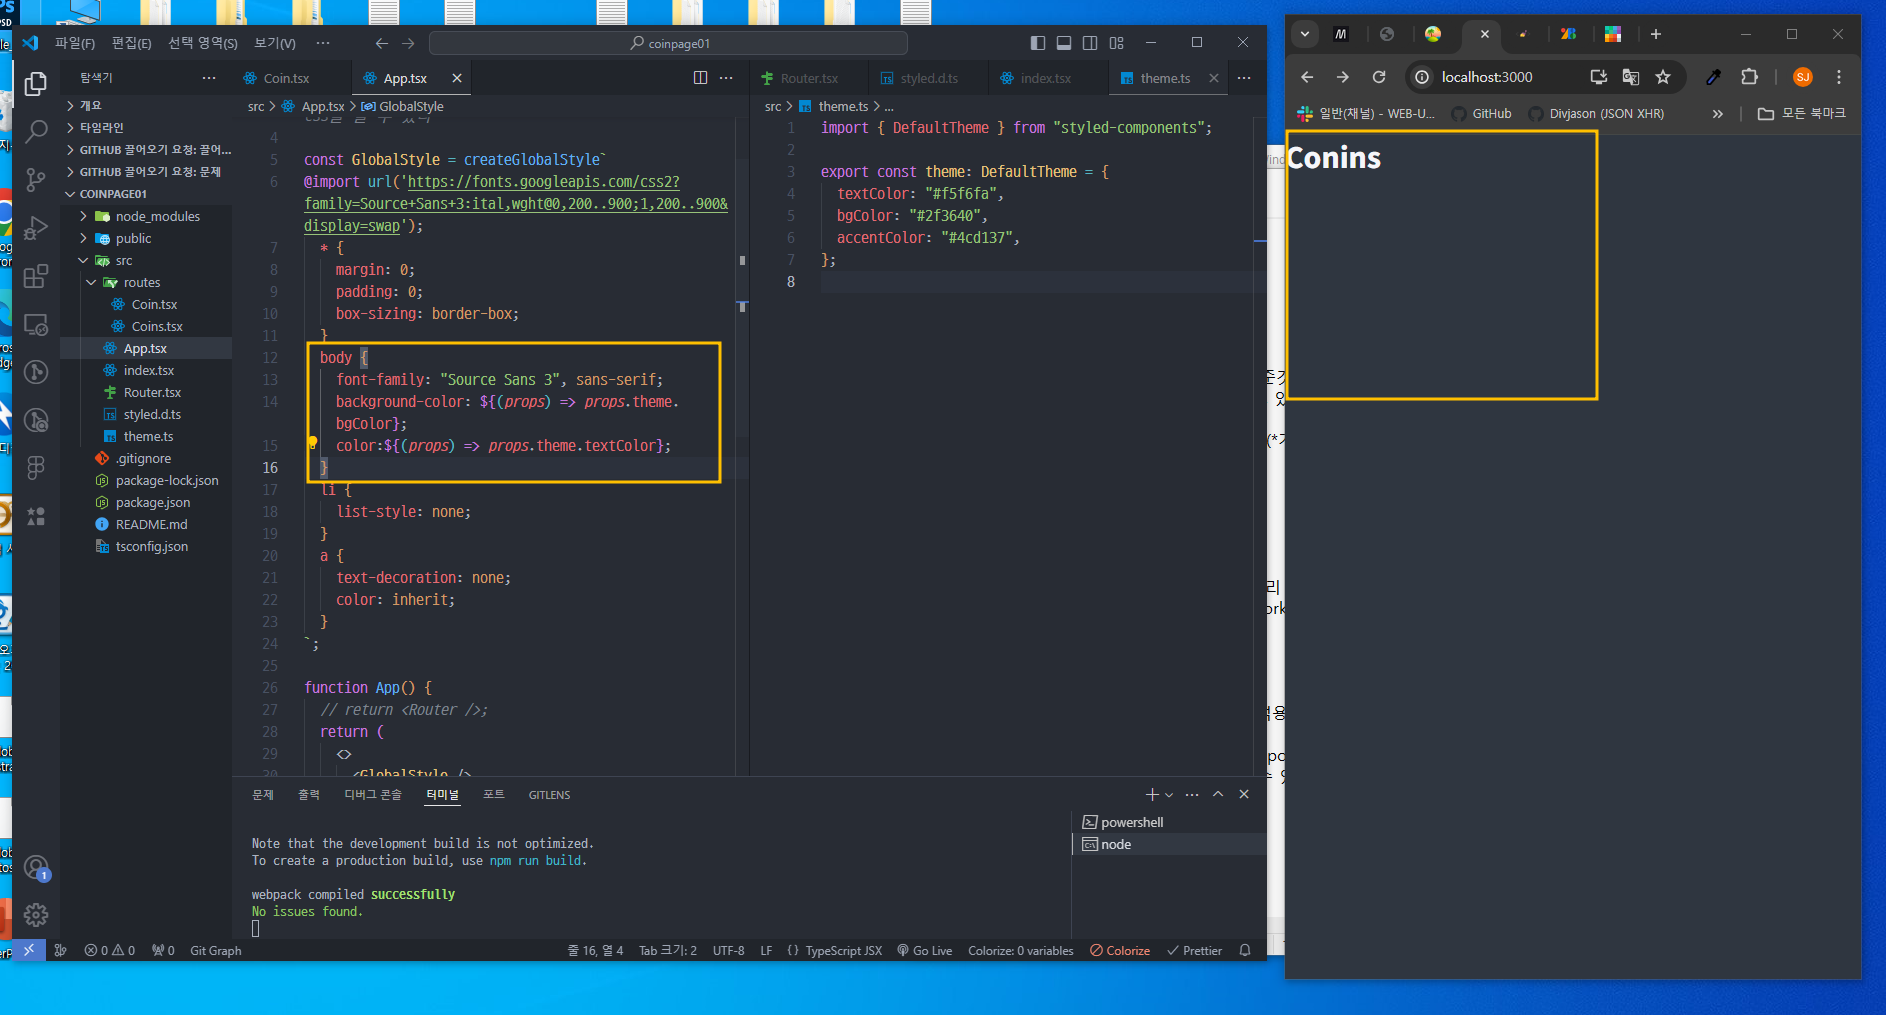 파일(F) 편집(E) 선택 영역(S) 보기(V) ···
coinpage01
탐색기
개요
타임라인
GITHUB 끌어오기 요청: 끌어...
GITHUB 끌어오기 요청: 문제
COINPAGE01
node_modules
public
src
routes
Coin.tsx
Coins.tsx
App.tsx
index.tsx
Router.tsx
styled.d.ts
theme.ts
.gitignore
package-lock.json
package.json
README.md
tsconfig.json
1
Coin.tsx App.tsx
src > App.tsx > GlobalStyle
4
5 const GlobalStyle = createGlobalStyle`
6 @import url('https://fonts.googleapis.com/css2?
family=Source+Sans+3:ital,wght@0,200..900;1,200..900&
display=swap');
7 * {
8 margin: 0;
9 padding: 0;
10 box-sizing: border-box;
11 }
12 body {
13 font-family: "Source Sans 3", sans-serif;
14 background-color: ${(props) => props.theme.
bgColor};
15 color:${(props) => props.theme.textColor};
16 }
17 li {
18 list-style: none;
19 }
20 a {
21 text-decoration: none;
22 color: inherit;
23 }
24 `;
25
26 function App() {
27 // return <Router />;
28 return (
29 <>
30 <GlobalStyle />
Router.tsx styled.d.ts index.tsx theme.ts
src > theme.ts > ...
1 import { DefaultTheme } from "styled-components";
2
3 export const theme: DefaultTheme = {
4 textColor: "#f5f6fa",
5 bgColor: "#2f3640",
6 accentColor: "#4cd137",
7 };
8
문제 출력 디버그 콘솔 터미널 포트 GITLENS
Note that the development build is not optimized.
To create a production build, use npm run build.
webpack compiled successfully
No issues found.
powershell
node
0 0 0 Git Graph 줄 16, 열 4 Tab 크기: 2 UTF-8 LF {} TypeScript JSX Go Live Colorize: 0 variables Colorize Prettier
localhost:3000
SJ
일반(채널) - WEB-U... GitHub Divjason (JSON XHR) » 모든 북마크
Conins